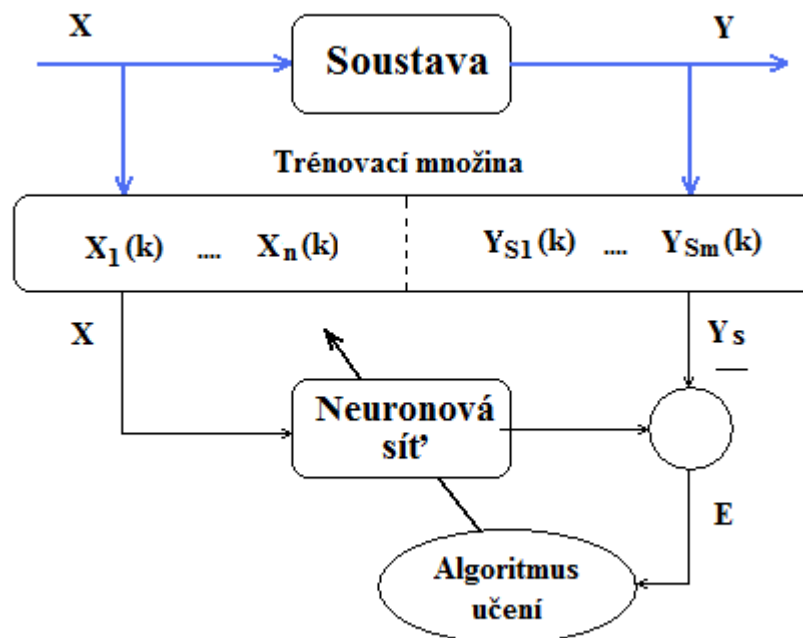 X
Y
Soustava
Trénovací množina
X1(k) .... Xn(k)
YS1(k) .... YSm(k)
X
Ys
Neuronová
síť
E
Algoritmus
učení